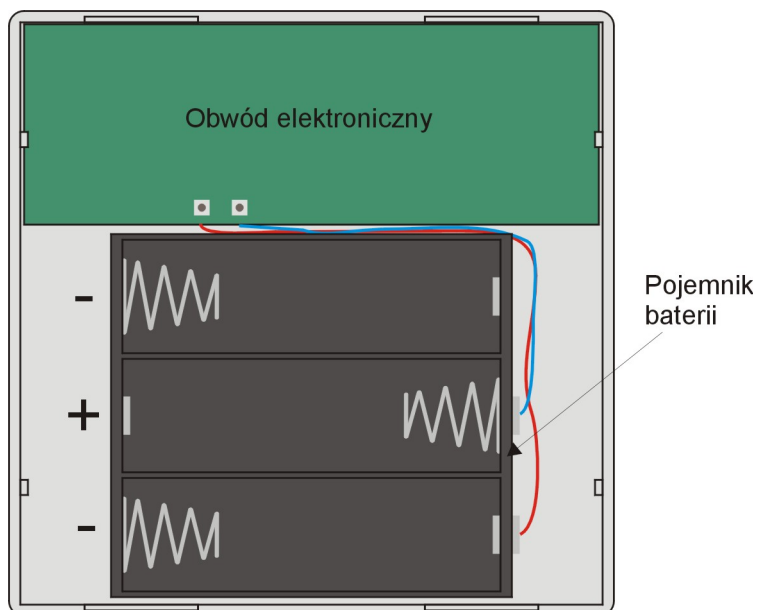 Obwód elektroniczny
Pojemnik
baterii
-
+
-